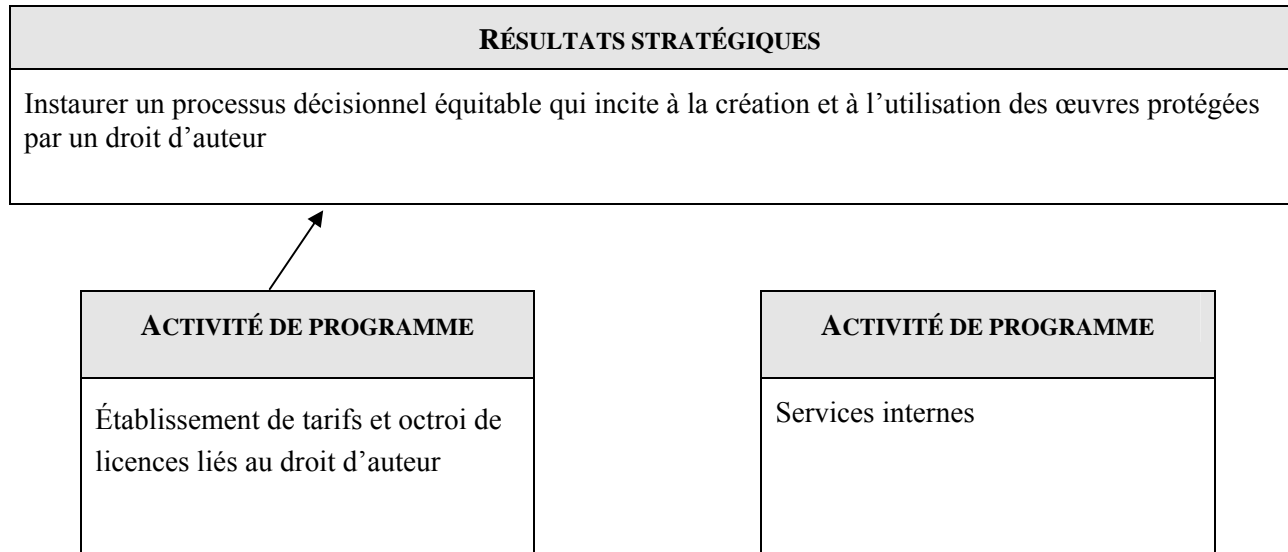 RÉSULTATS STRATÉGIQUES
Instaurer un processus décisionnel équitable qui incite à la création et à l’utilisation des œuvres protégées
par un droit d’auteur
ACTIVITÉ DE PROGRAMME
Établissement de tarifs et octroi de
licences liés au droit d’auteur
ACTIVITÉ DE PROGRAMME
Services internes